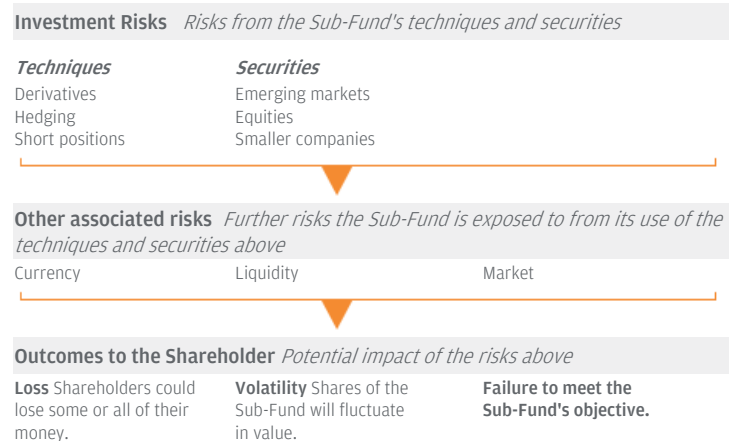 Investment Risks Risks from the Sub-Fund's techniques and securities
Techniques Securities
Derivatives Emerging markets
Hedging Equities
Short positions Smaller companies
Other associated risks Further risks the Sub-Fund is exposed to from its use of the
techniques and securities above
Currency Liquidity Market
Outcomes to the Shareholder Potential impact of the risks above
Loss Shareholders could
lose some or all of their
money.
Volatility Shares of the
Sub-Fund will fluctuate
in value.
Failure to meet the
Sub-Fund's objective.